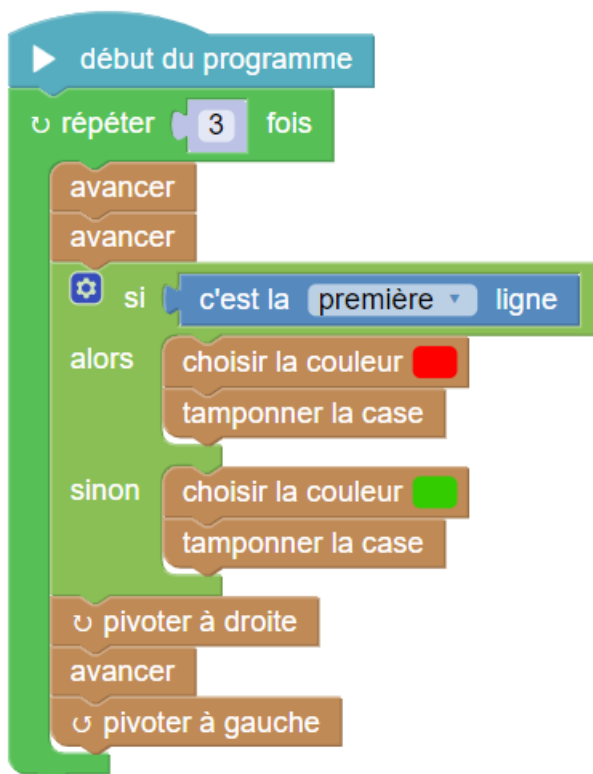 début du programme
répéter 3 fois
avancer
avancer
si c'est la première ligne
alors choisir la couleur
tamponner la case
sinon choisir la couleur
tamponner la case
pivoter à droite
avancer
pivoter à gauche